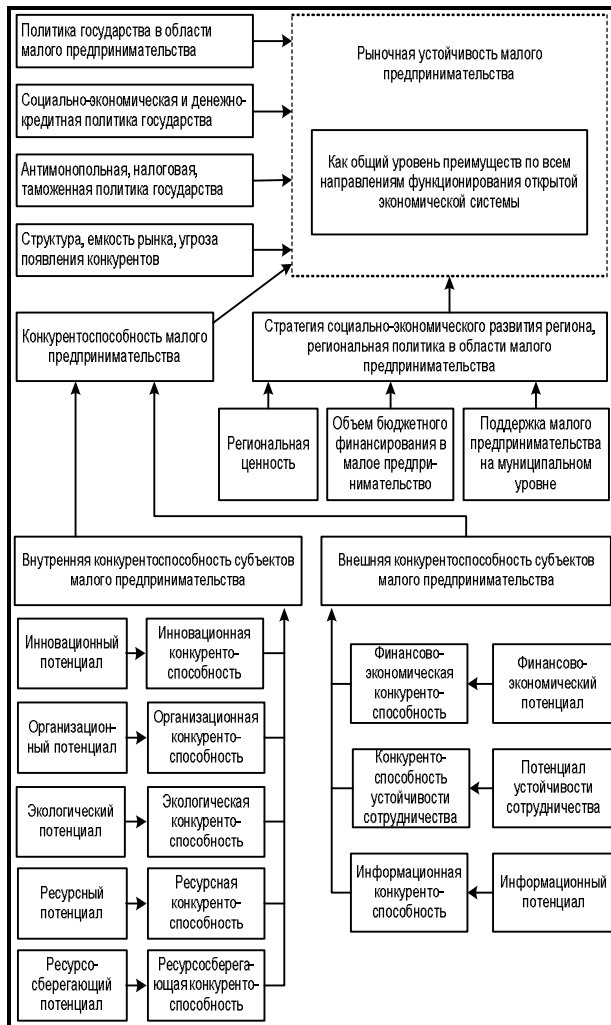 Политика государства в области
малого предпринимательства
Рыночная устойчивость малого
предпринимательства
Социально-экономическая и денежно-
кредитная политика государства
Антимонопольная, налоговая,
таможенная политика государства
Как общий уровень преимуществ по всем
направлениям функционирования открытой
экономической системы
Структура, емкость рынка, угроза
появления конкурентов
Конкурентоспособность малого
предпринимательства
Стратегия социально-экономического развития региона,
региональная политика в области малого
предпринимательства
Региональная
ценность
Объем бюджетного
финансирования в
малое предпри-
нимательство
Поддержка малого
предпринимательства
на муниципальном
уровне
Внутренняя конкурентоспособность субъектов
малого предпринимательства
Внешняя конкурентоспособность субъектов
малого предпринимательства
Инновационный
потенциал
Инновационная
конкуренто-
способность
Организацион-
ный потенциал
Организационная
конкуренто-
способность
Экологический
потенциал
Экологическая
конкуренто-
способность
Ресурсный
потенциал
Ресурсная
конкуренто-
способность
Ресурсо-
сберегающий
потенциал
Ресурсосберега-
ющая конкуренто-
способность
Финансово-
экономическая
конкуренто-
способность
Финансово-
экономический
потенциал
Конкуренто-
способность
устойчивости
сотрудничества
Потенциал
устойчивости
сотрудничества
Информационная
конкуренто-
способность
Информационный
потенциал